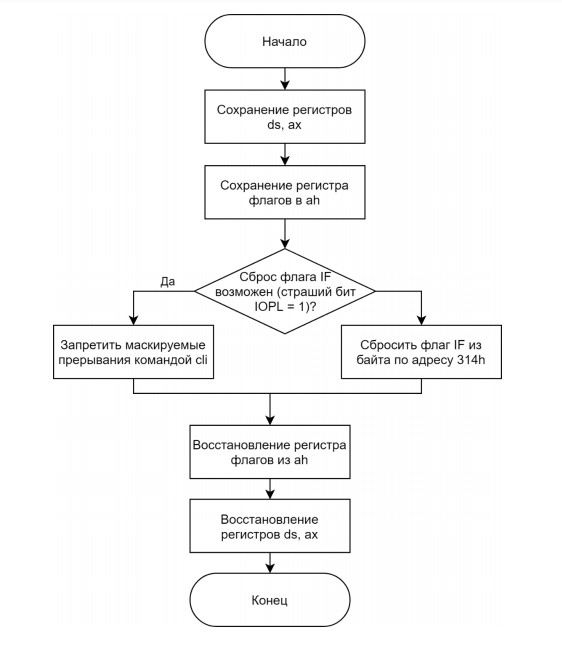 Начало
Сохранение регистров
ds, ax
Сохранение регистра
флагов в ah
Сброс флага IF
возможен (страший бит
IOPL = 1)?
Да
Запретить маскируемые
прерывания командой cli
Сбросить флаг IF из
байта по адресу 314h
Восстановление регистра
флагов из ah
Восстановление
регистров ds, ax
Конец